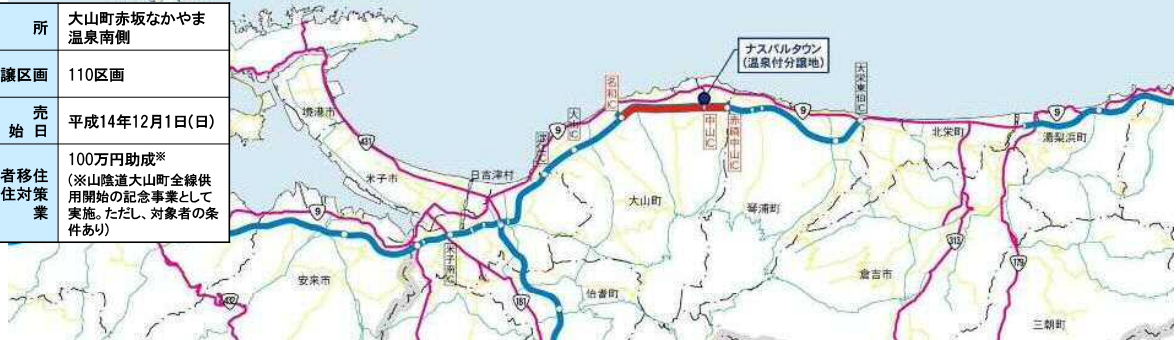 所
大山町赤坂なかやま
温泉南側
譲区画
110区画
売
始 日
平成14年12月1日(日)
者移住
住対策
業
100万円助成※
(※山陰道大山町全線供
用開始の記念事業として
実施。ただし、対象者の条
件あり)
ナスパルタウン
(温泉付分譲地)
名和IC
大山IC
淀江IC
中山IC
赤碕中山IC
大栄東伯IC
米子南IC
境港市
米子市
日吉津村
大山町
琴浦町
北栄町
湯梨浜町
倉吉市
三朝町
伯耆町
安来市
431
9
9
9
9
432
181
313
179